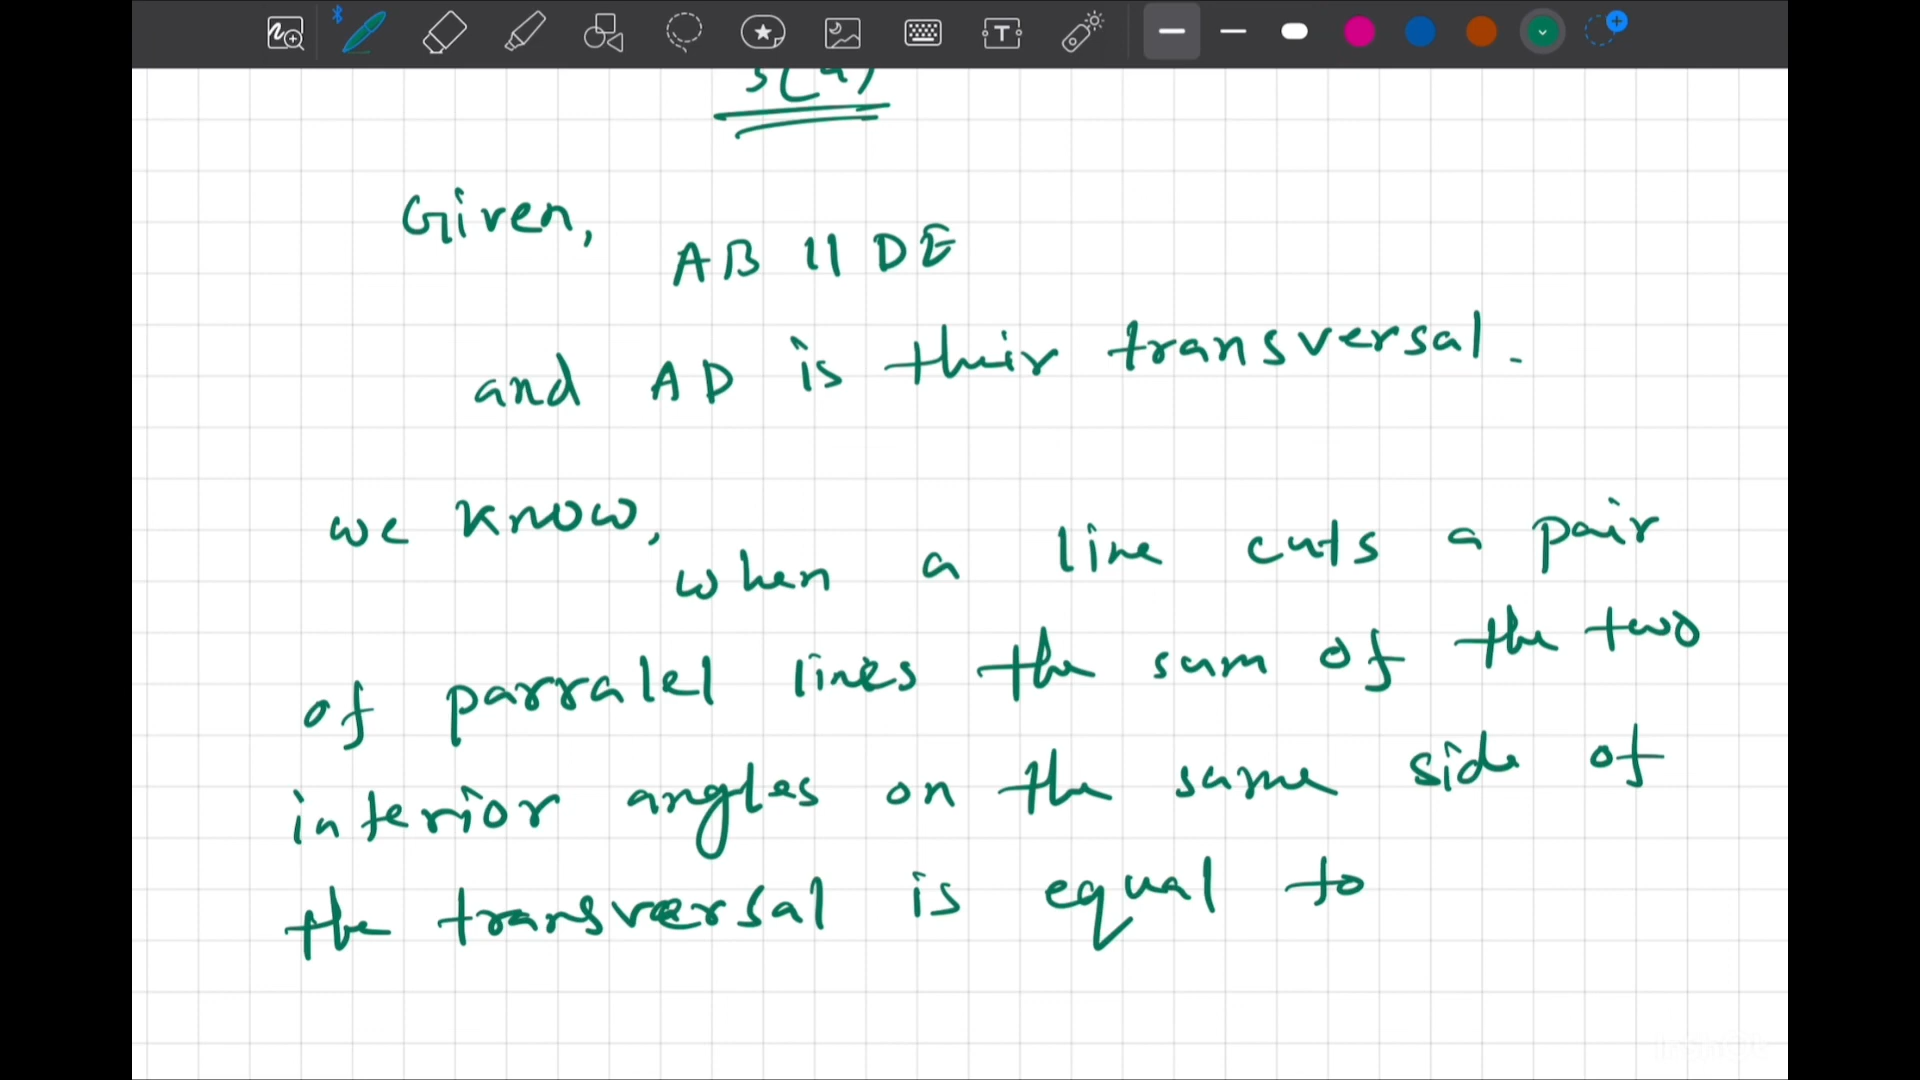 Given,
AB || DE
and AD is their transversal.
we know,
when a line cuts a pair
of parralel lines the sum of the two
interior angles on the same side of
the transversal is equal to